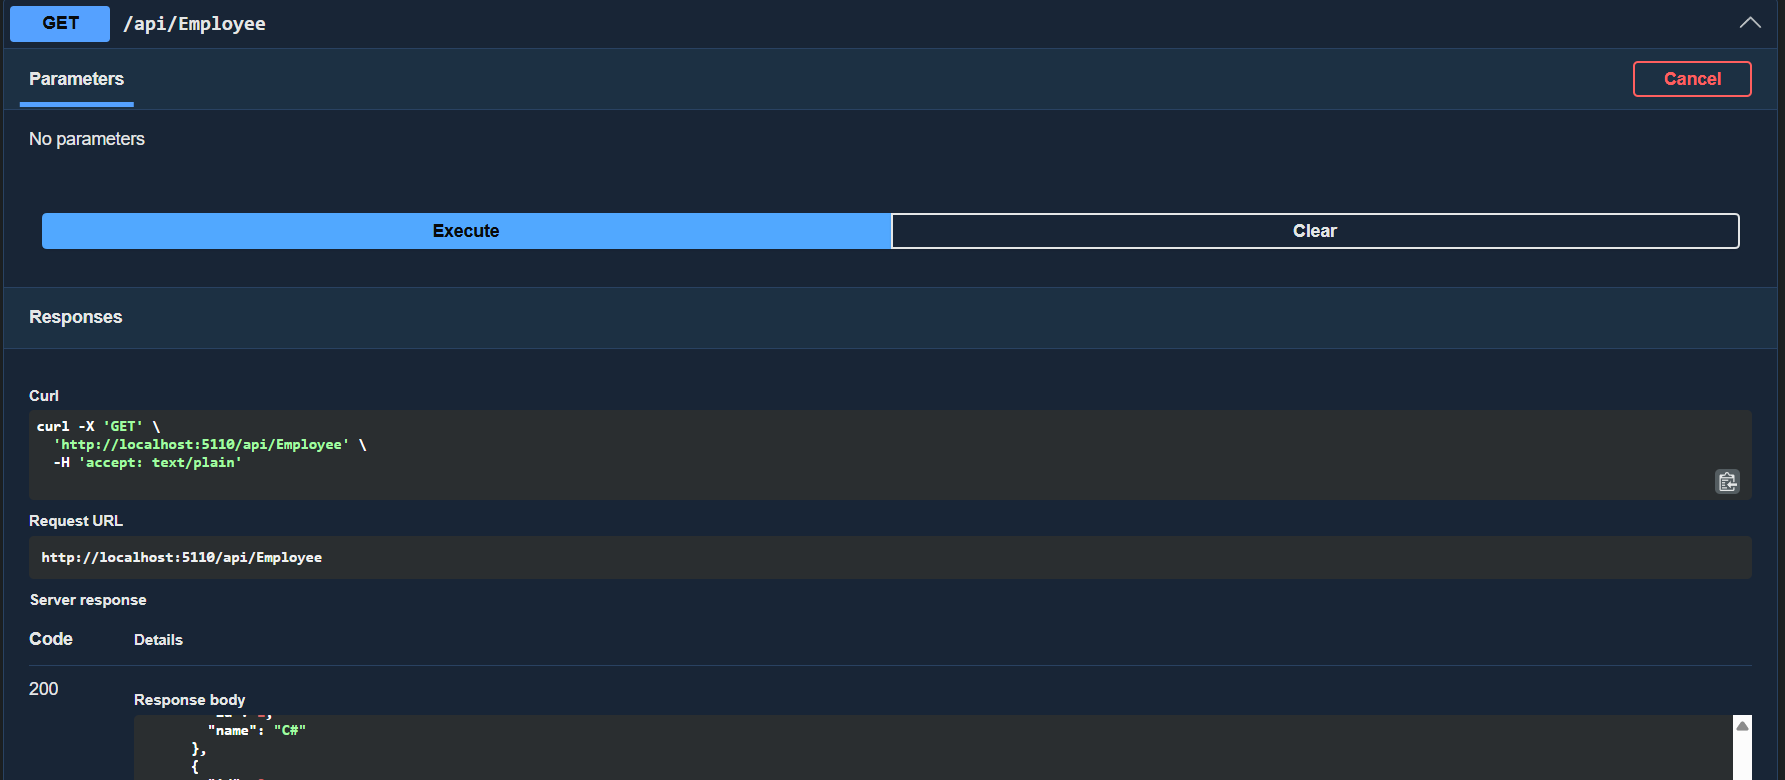 GET /api/Employee
Parameters
Cancel
No parameters
Execute
Clear
Responses
Curl
curl -X 'GET' \
'http://localhost:5110/api/Employee' \
-H 'accept: text/plain'
Request URL
http://localhost:5110/api/Employee
Server response
Code Details
200
Response body
"name": "C#"
},
{